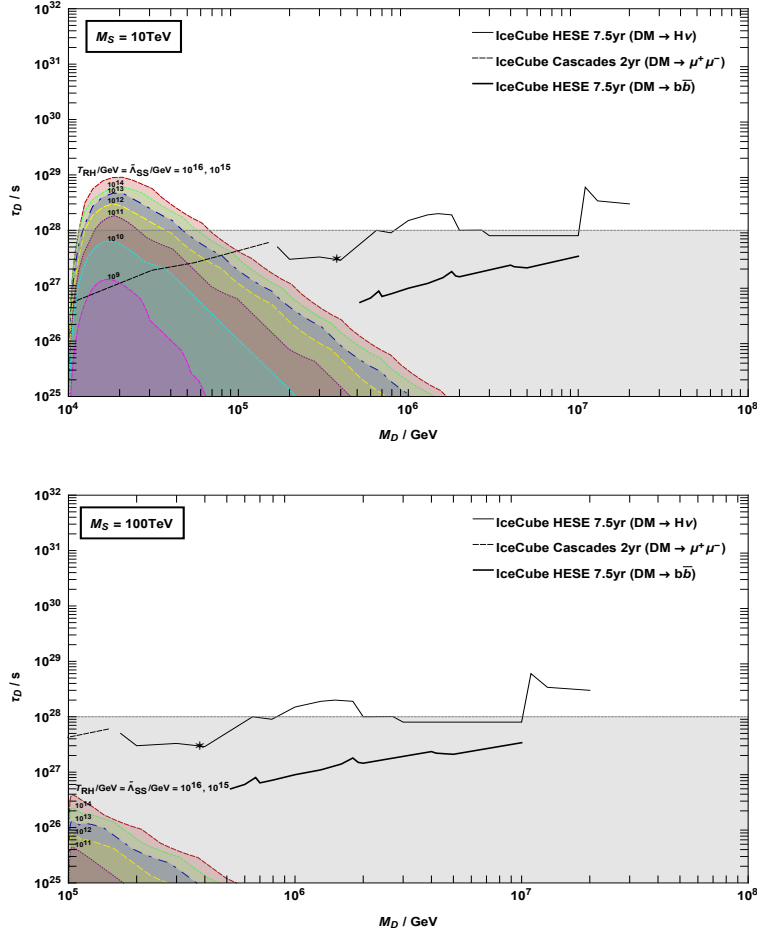 M_S = 10TeV
IceCube HESE 7.5yr (DM → Hν)
IceCube Cascades 2yr (DM → μ⁺ μ⁻)
IceCube HESE 7.5yr (DM → bb̅)
10³²
10³¹
10³⁰
10²⁹
10²⁸
10²⁷
10²⁶
10²⁵
τ_D / s
T_RH/GeV = Λ̃_SS/GeV = 10¹⁶, 10¹⁵
10¹⁴
10¹³
10¹²
10¹¹
10¹⁰
10⁹
10⁴ 10⁵ 10⁶ 10⁷ 10⁸
M_D / GeV
M_S = 100TeV
IceCube HESE 7.5yr (DM → Hν)
IceCube Cascades 2yr (DM → μ⁺ μ⁻)
IceCube HESE 7.5yr (DM → bb̅)
10³²
10³¹
10³⁰
10²⁹
10²⁸
10²⁷
10²⁶
10²⁵
τ_D / s
T_RH/GeV = Λ̃_SS/GeV = 10¹⁶, 10¹⁵
10¹⁴
10¹³
10¹²
10¹¹
10⁵ 10⁶ 10⁷ 10⁸
M_D / GeV